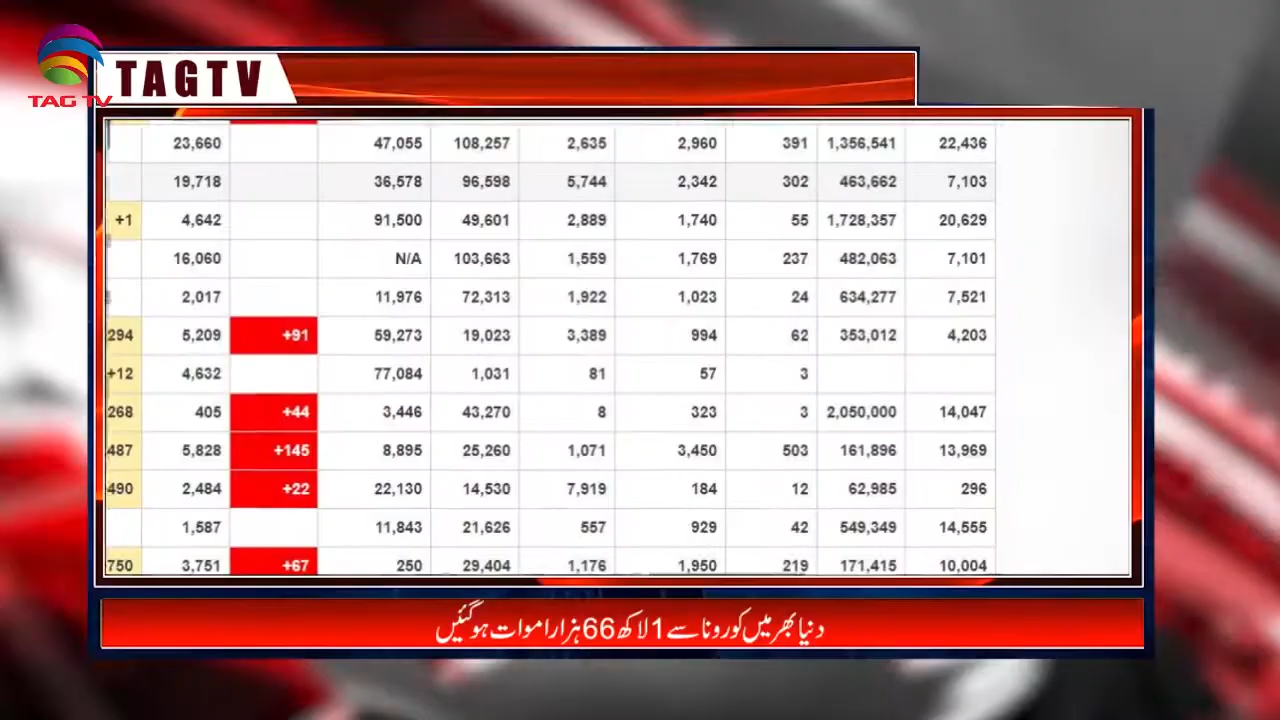 TAGTV
TAG TV
23,660 47,055 108,257 2,635 2,960 391 1,356,541 22,436
19,718 36,578 96,598 5,744 2,342 302 463,662 7,103
+1 4,642 91,500 49,601 2,889 1,740 55 1,728,357 20,629
16,060 N/A 103,663 1,559 1,769 237 482,063 7,101
2,017 11,976 72,313 1,922 1,023 24 634,277 7,521
294 5,209 +91 59,273 19,023 3,389 994 62 353,012 4,203
+12 4,632 77,084 1,031 81 57 3
268 405 +44 3,446 43,270 8 323 3 2,050,000 14,047
487 5,828 +145 8,895 25,260 1,071 3,450 503 161,896 13,969
490 2,484 +22 22,130 14,530 7,919 184 12 62,985 296
1,587 11,843 21,626 557 929 42 549,349 14,555
750 3,751 +67 250 29,404 1,176 1,950 219 171,415 10,004
دنیا بھر میں کورونا سے 1 لاکھ 66 ہزار اموات ہو گئیں